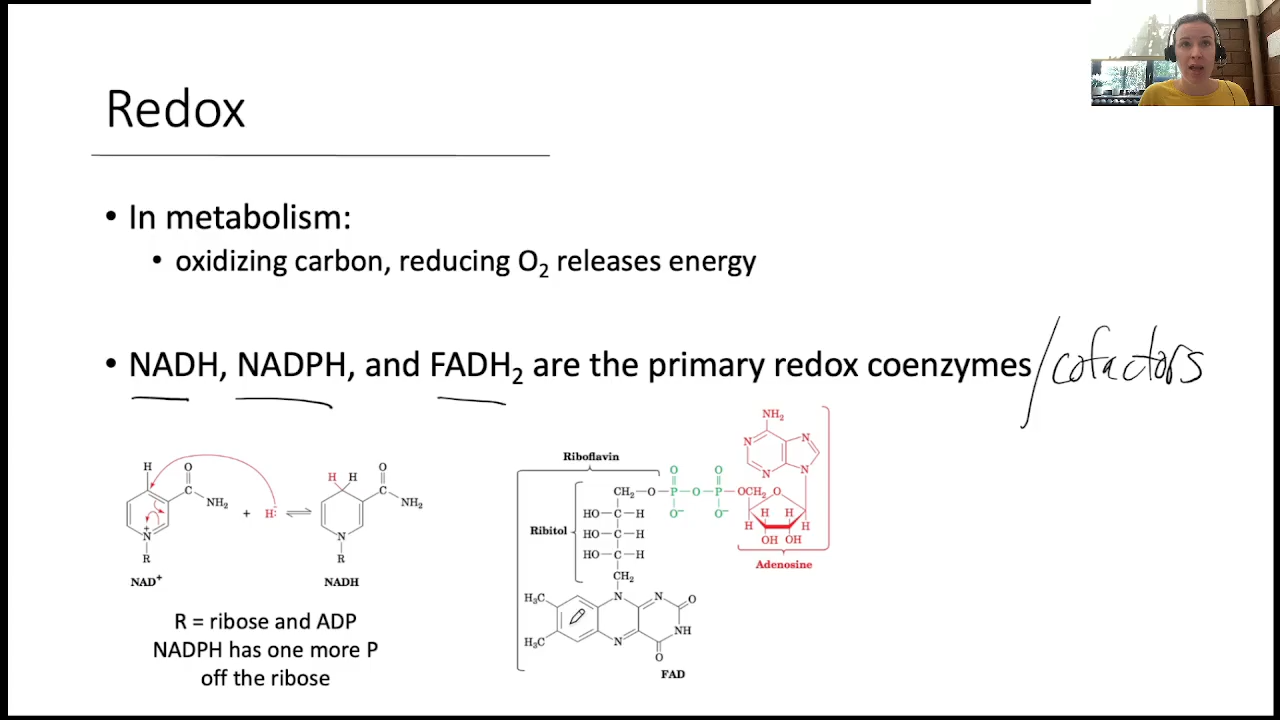 Redox
• In metabolism:
• oxidizing carbon, reducing O₂ releases energy
• NADH, NADPH, and FADH₂ are the primary redox coenzymes/cofactors
H O
C
NH₂
N
+
R
NAD⁺
+ H:⁻ ⇌
H H O
C
NH₂
N
R
NADH
R = ribose and ADP
NADPH has one more P
off the ribose
Riboflavin
Ribitol
CH₂—O—P—O—P—OCH₂
O O
O⁻ O⁻
HO—C—H
HO—C—H
HO—C—H
CH₂
H₃C
H₃C
N N O
N NH
O
FAD
NH₂
N N
N N
O
H H H H
OH OH
Adenosine